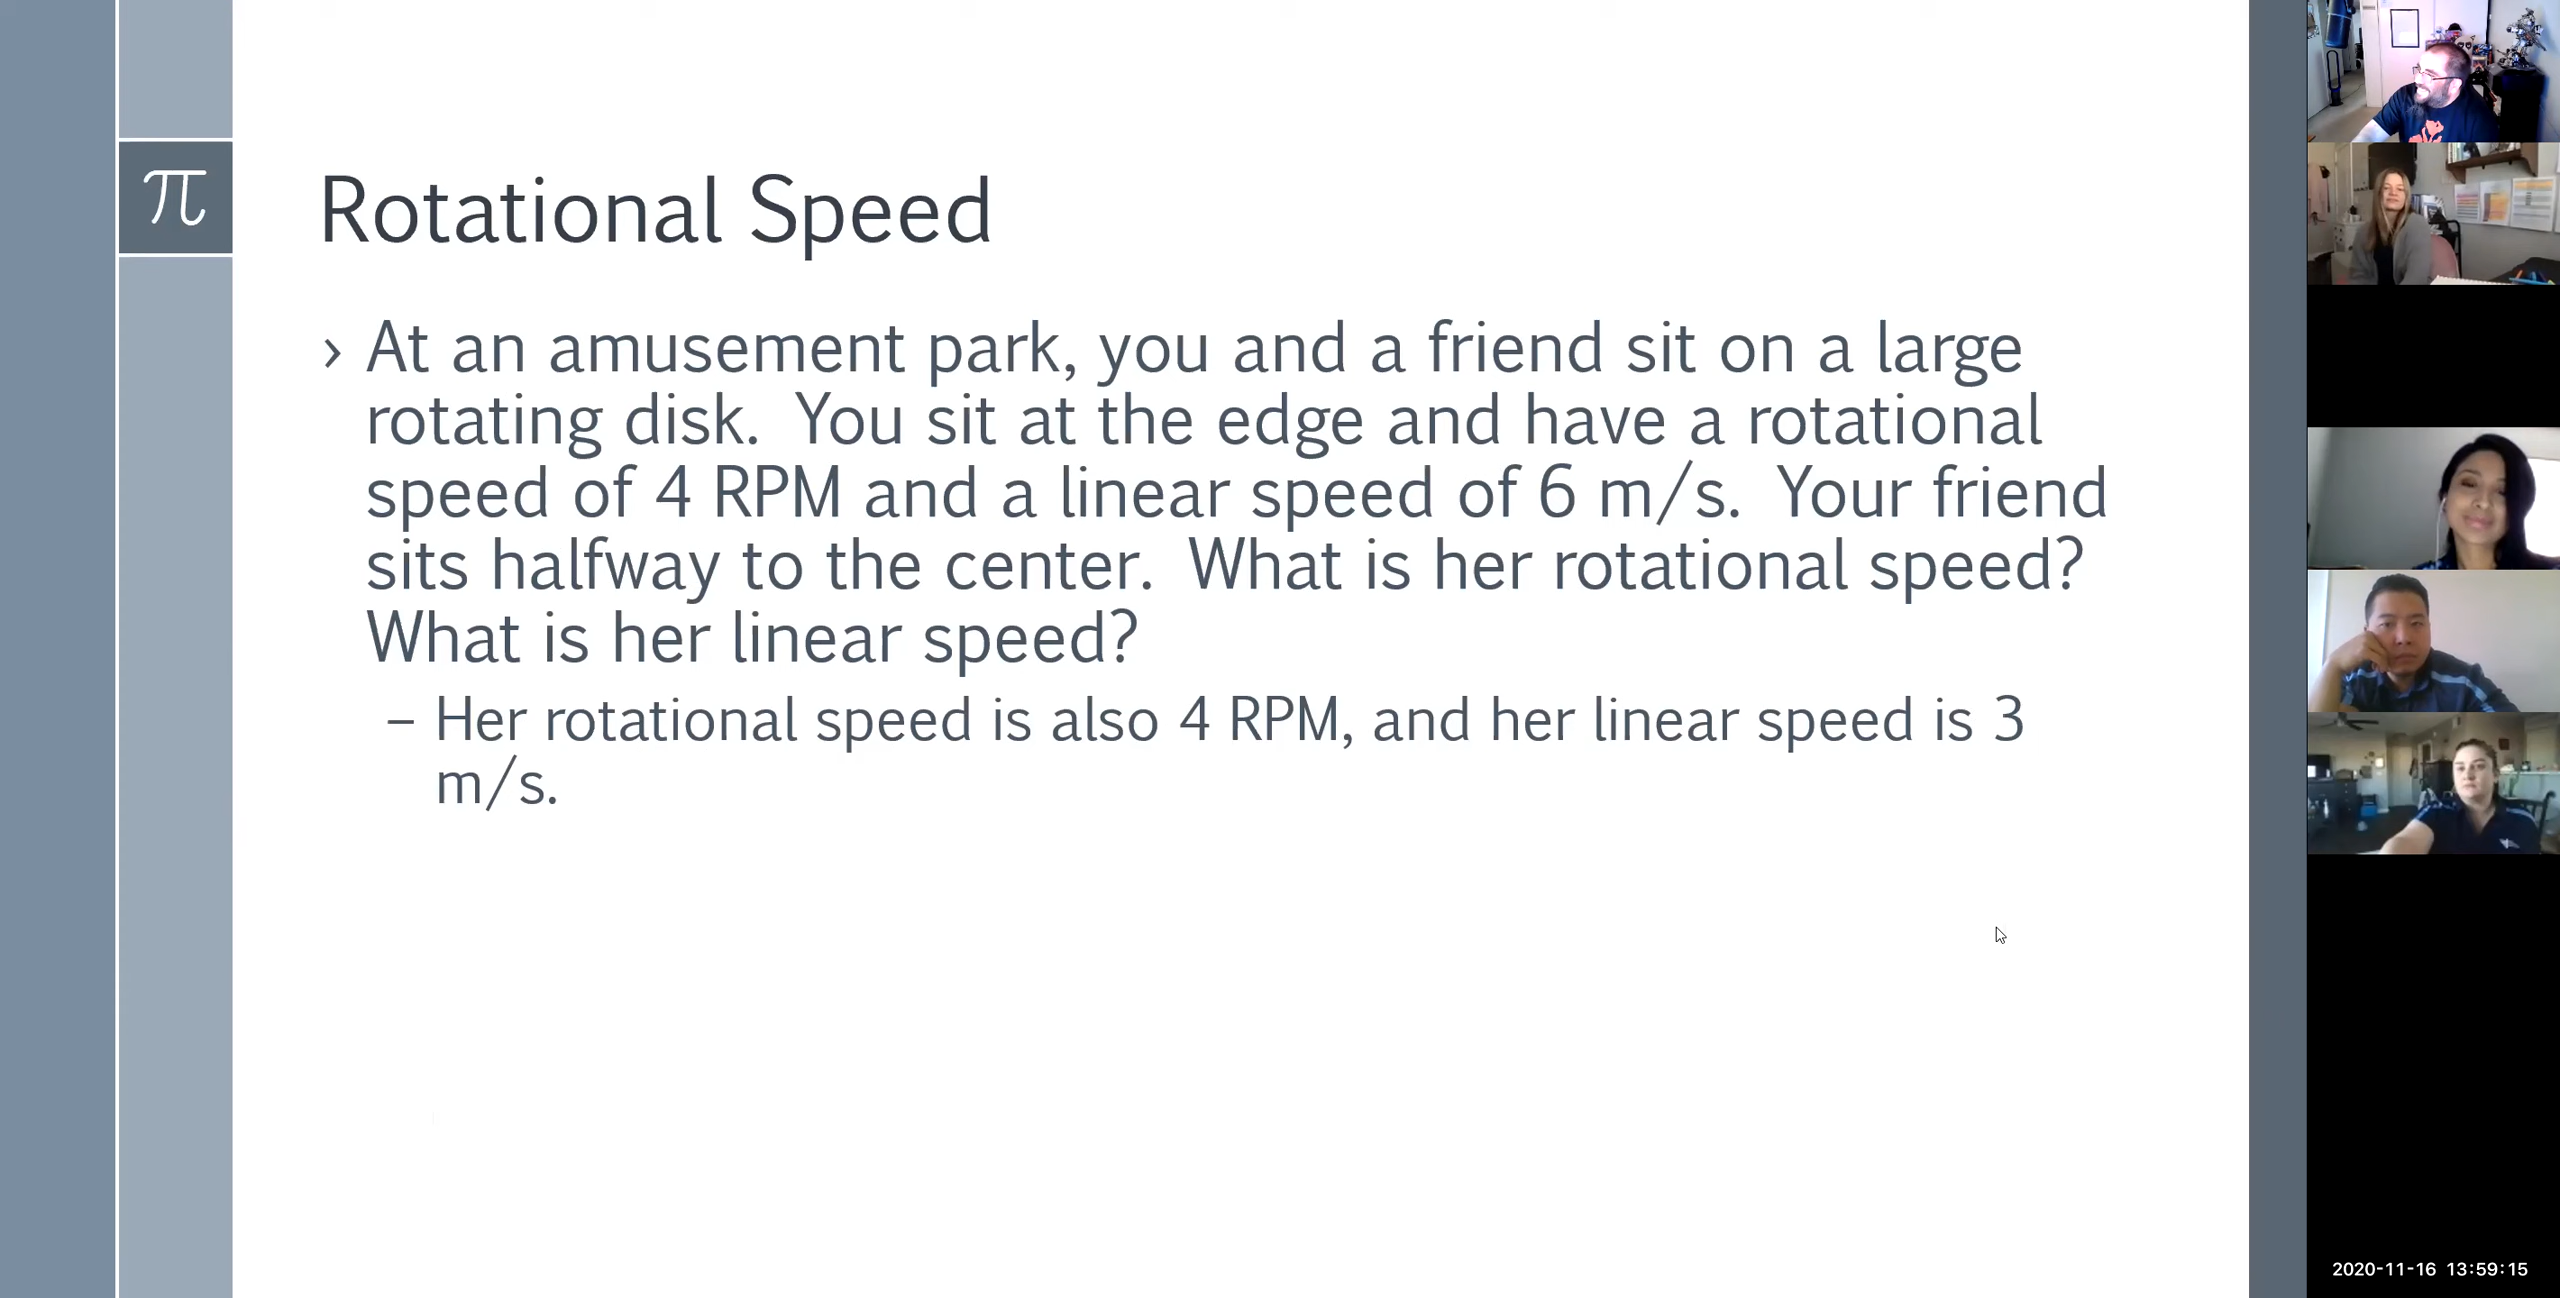 π
Rotational Speed
› At an amusement park, you and a friend sit on a large
rotating disk.  You sit at the edge and have a rotational
speed of 4 RPM and a linear speed of 6 m/s.  Your friend
sits halfway to the center.  What is her rotational speed?
What is her linear speed?
– Her rotational speed is also 4 RPM, and her linear speed is 3
m/s.
2020-11-16 13:59:15